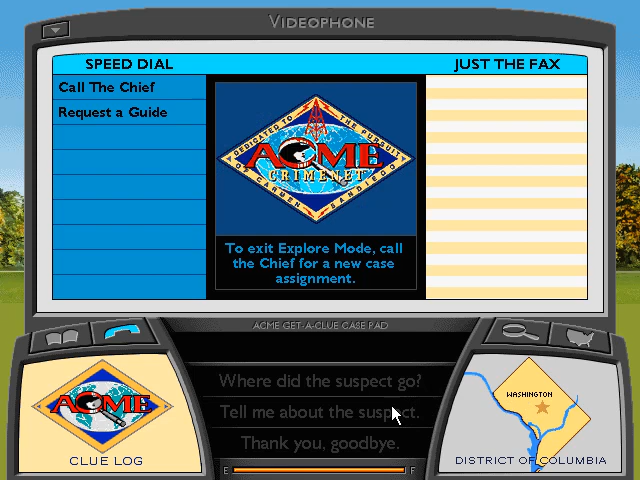 VIDEOPHONE
SPEED DIAL
JUST THE FAX
Call The Chief
Request a Guide
DEDICATED TO THE PURSUIT
ACME
CRIMENET
OF CARMEN SANDIEGO
To exit Explore Mode, call
the Chief for a new case
assignment.
ACME GET-A-CLUE CASE PAD
Where did the suspect go?
Tell me about the suspect.
Thank you, goodbye.
E F
ACME
CLUE LOG
WASHINGTON
DISTRICT OF COLUMBIA